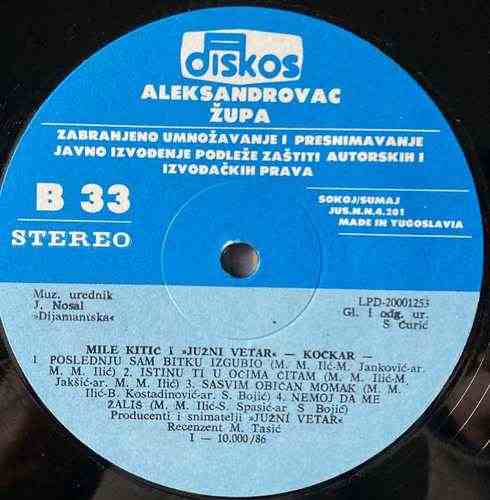 diskos
ALEKSANDROVAC
ŽUPA
ZABRANJENO UMNOŽAVANJE I PRESNIMAVANJE
JAVNO IZVOĐENJE PODLEŽE ZAŠTITI AUTORSKIH I
IZVOĐAČKIH PRAVA
B 33
STEREO
SOKOJ/SUMAJ
JUS.N.N.4.201
MADE IN YUGOSLAVIA
Muz. urednik
J. Nosal
»Dijamantska«
LPD-20001253
Gl. i odg. ur.
S Ćurić
MILE KITIC i »JUŽNI VETAR« — KOCKAR —
1 POSLEDNJU SAM BITKU IZGUBIO (M. M. Ilić-M. Janković-ar.
M. M. Ilić) 2. ISTINU TI U OCIMA ČITAM (M. M. Ilić-M.
Jakšić-ar. M. M. Ilić) 3. SASVIM OBIČAN MOMAK (M. M.
Ilić-B. Kostadinović-ar. S. Bojić) 4. NEMOJ DA ME
ŽALIŠ (M. M. Ilić-S. Spasić-ar S. Bojić)
Producenti i snimatelji »JUŽNI VETAR«
Recenzent M. Tasić
I — 10.000/86